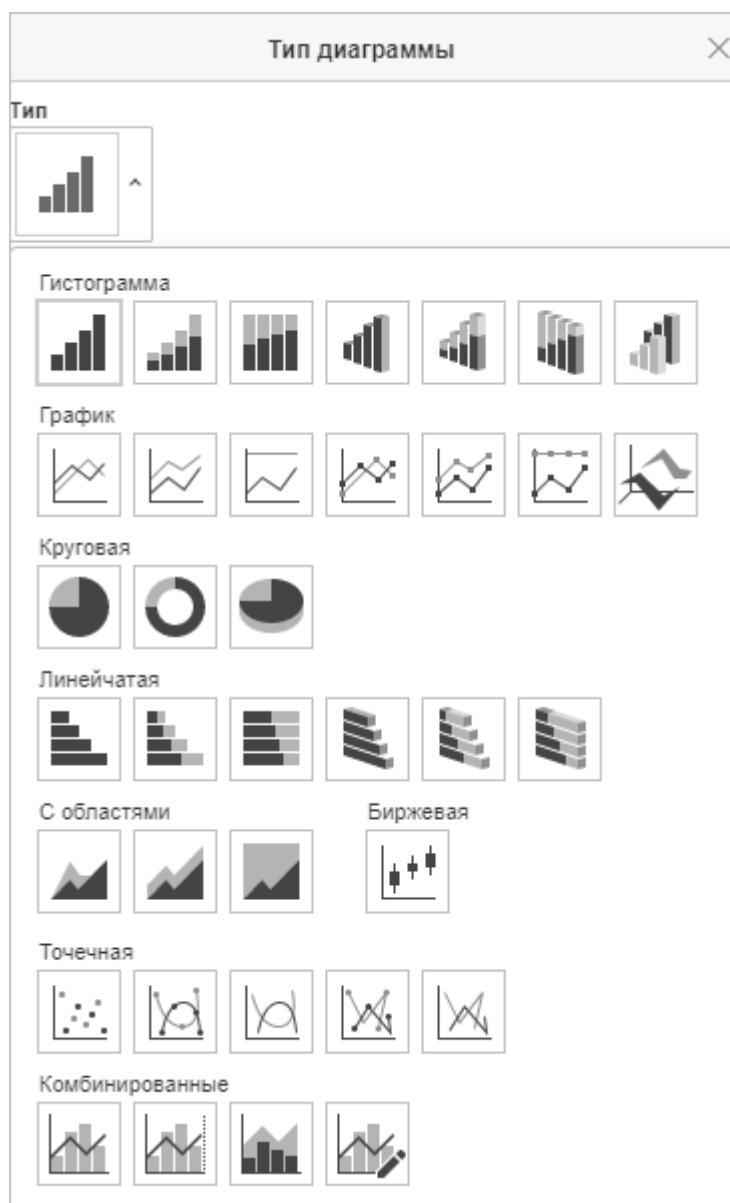 Тип диаграммы
Тип
Гистограмма
График
Круговая
Линейчатая
С областями
Биржевая
Точечная
Комбинированные